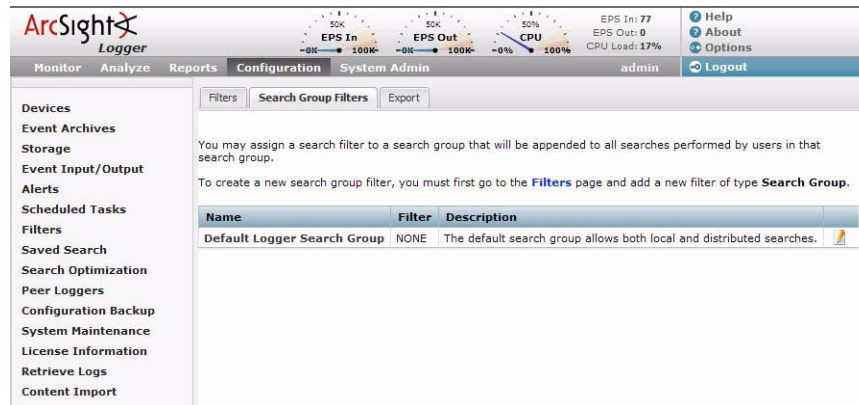 ArcSight
Logger
50K
EPS In
-0K 100K-
50K
EPS Out
-0K 100K-
50%
CPU
-0% 100%
EPS In: 77
EPS Out: 0
CPU Load: 17%
Help
About
Options
Monitor Analyze Reports Configuration System Admin admin Logout
Devices
Event Archives
Storage
Event Input/Output
Alerts
Scheduled Tasks
Filters
Saved Search
Search Optimization
Peer Loggers
Configuration Backup
System Maintenance
License Information
Retrieve Logs
Content Import
Filters Search Group Filters Export
You may assign a search filter to a search group that will be appended to all searches performed by users in that
search group.
To create a new search group filter, you must first go to the Filters page and add a new filter of type Search Group.
Name Filter Description
Default Logger Search Group NONE The default search group allows both local and distributed searches.